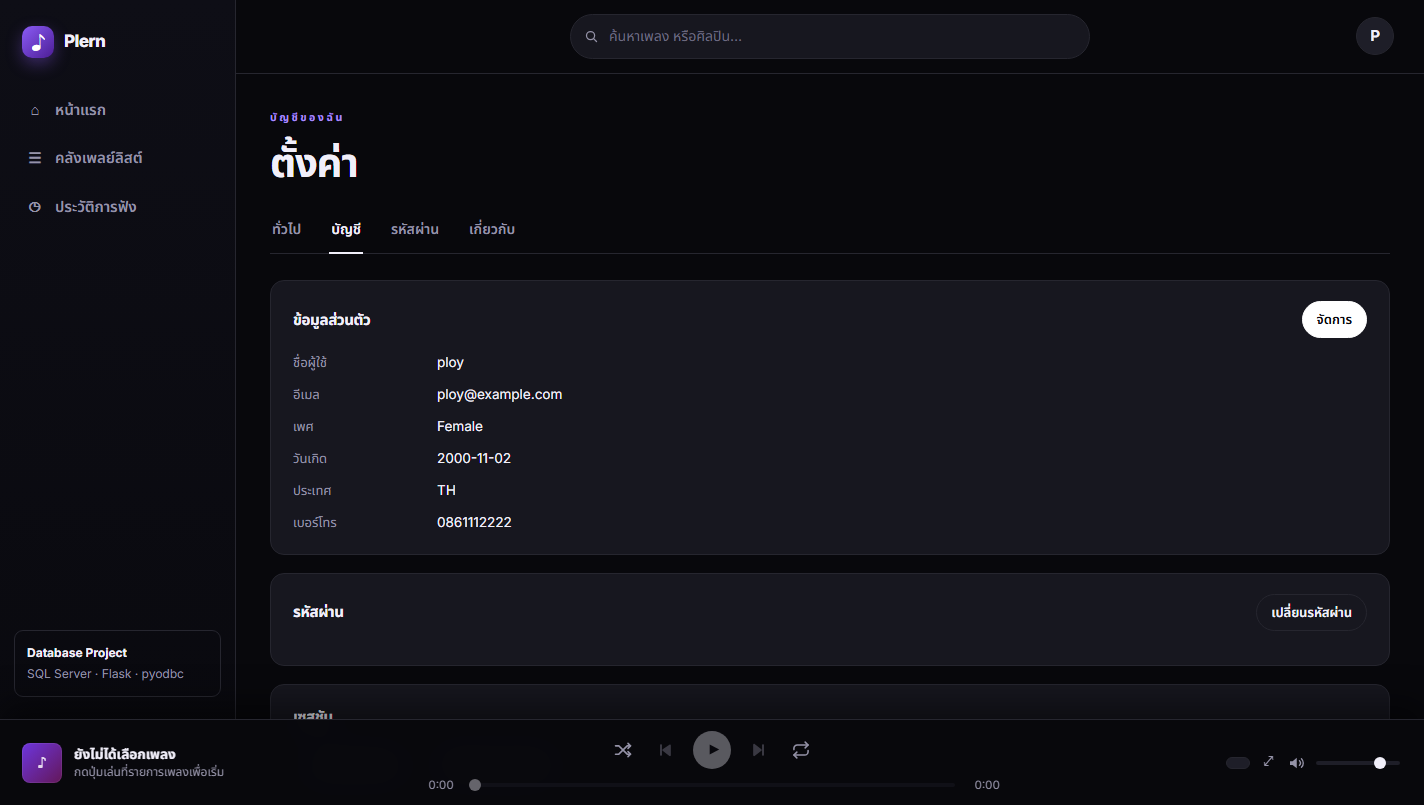 Plern
ค้นหาเพลง หรือศิลปิน...
P
หน้าแรก
คลังเพลย์ลิสต์
ประวัติการฟัง
บัญชีของฉัน
ตั้งค่า
ทั่วไป บัญชี รหัสผ่าน เกี่ยวกับ
ข้อมูลส่วนตัว จัดการ
ชื่อผู้ใช้ ploy
อีเมล ploy@example.com
เพศ Female
วันเกิด 2000-11-02
ประเทศ TH
เบอร์โทร 0861112222
รหัสผ่าน เปลี่ยนรหัสผ่าน
เซสชัน
Database Project
SQL Server · Flask · pyodbc
ยังไม่ได้เลือกเพลง
กดปุ่มเล่นที่รายการเพลงเพื่อเริ่ม
0:00 0:00